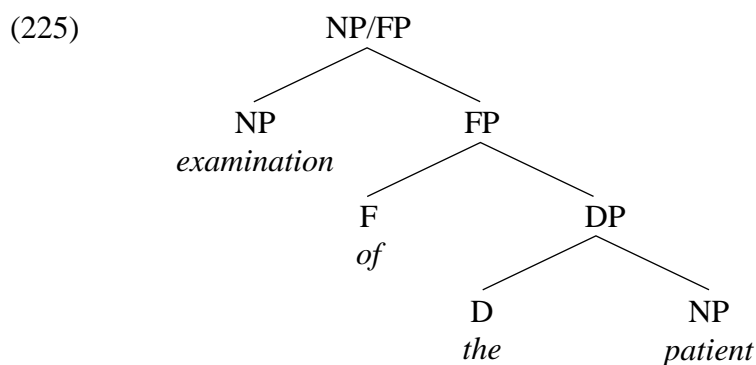 (225) NP/FP
NP FP
examination
F DP
of
D NP
the patient